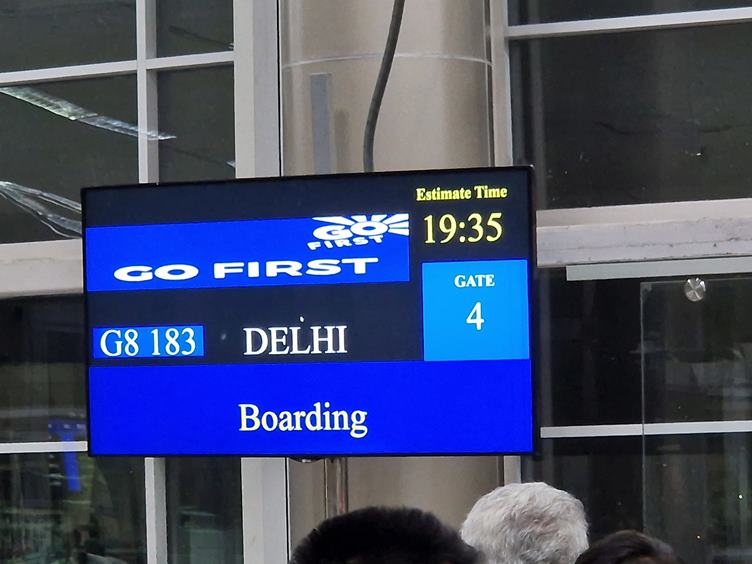 Estimate Time
19:35
GO
FIRST
GO FIRST
GATE
4
G8 183 DELHI
Boarding